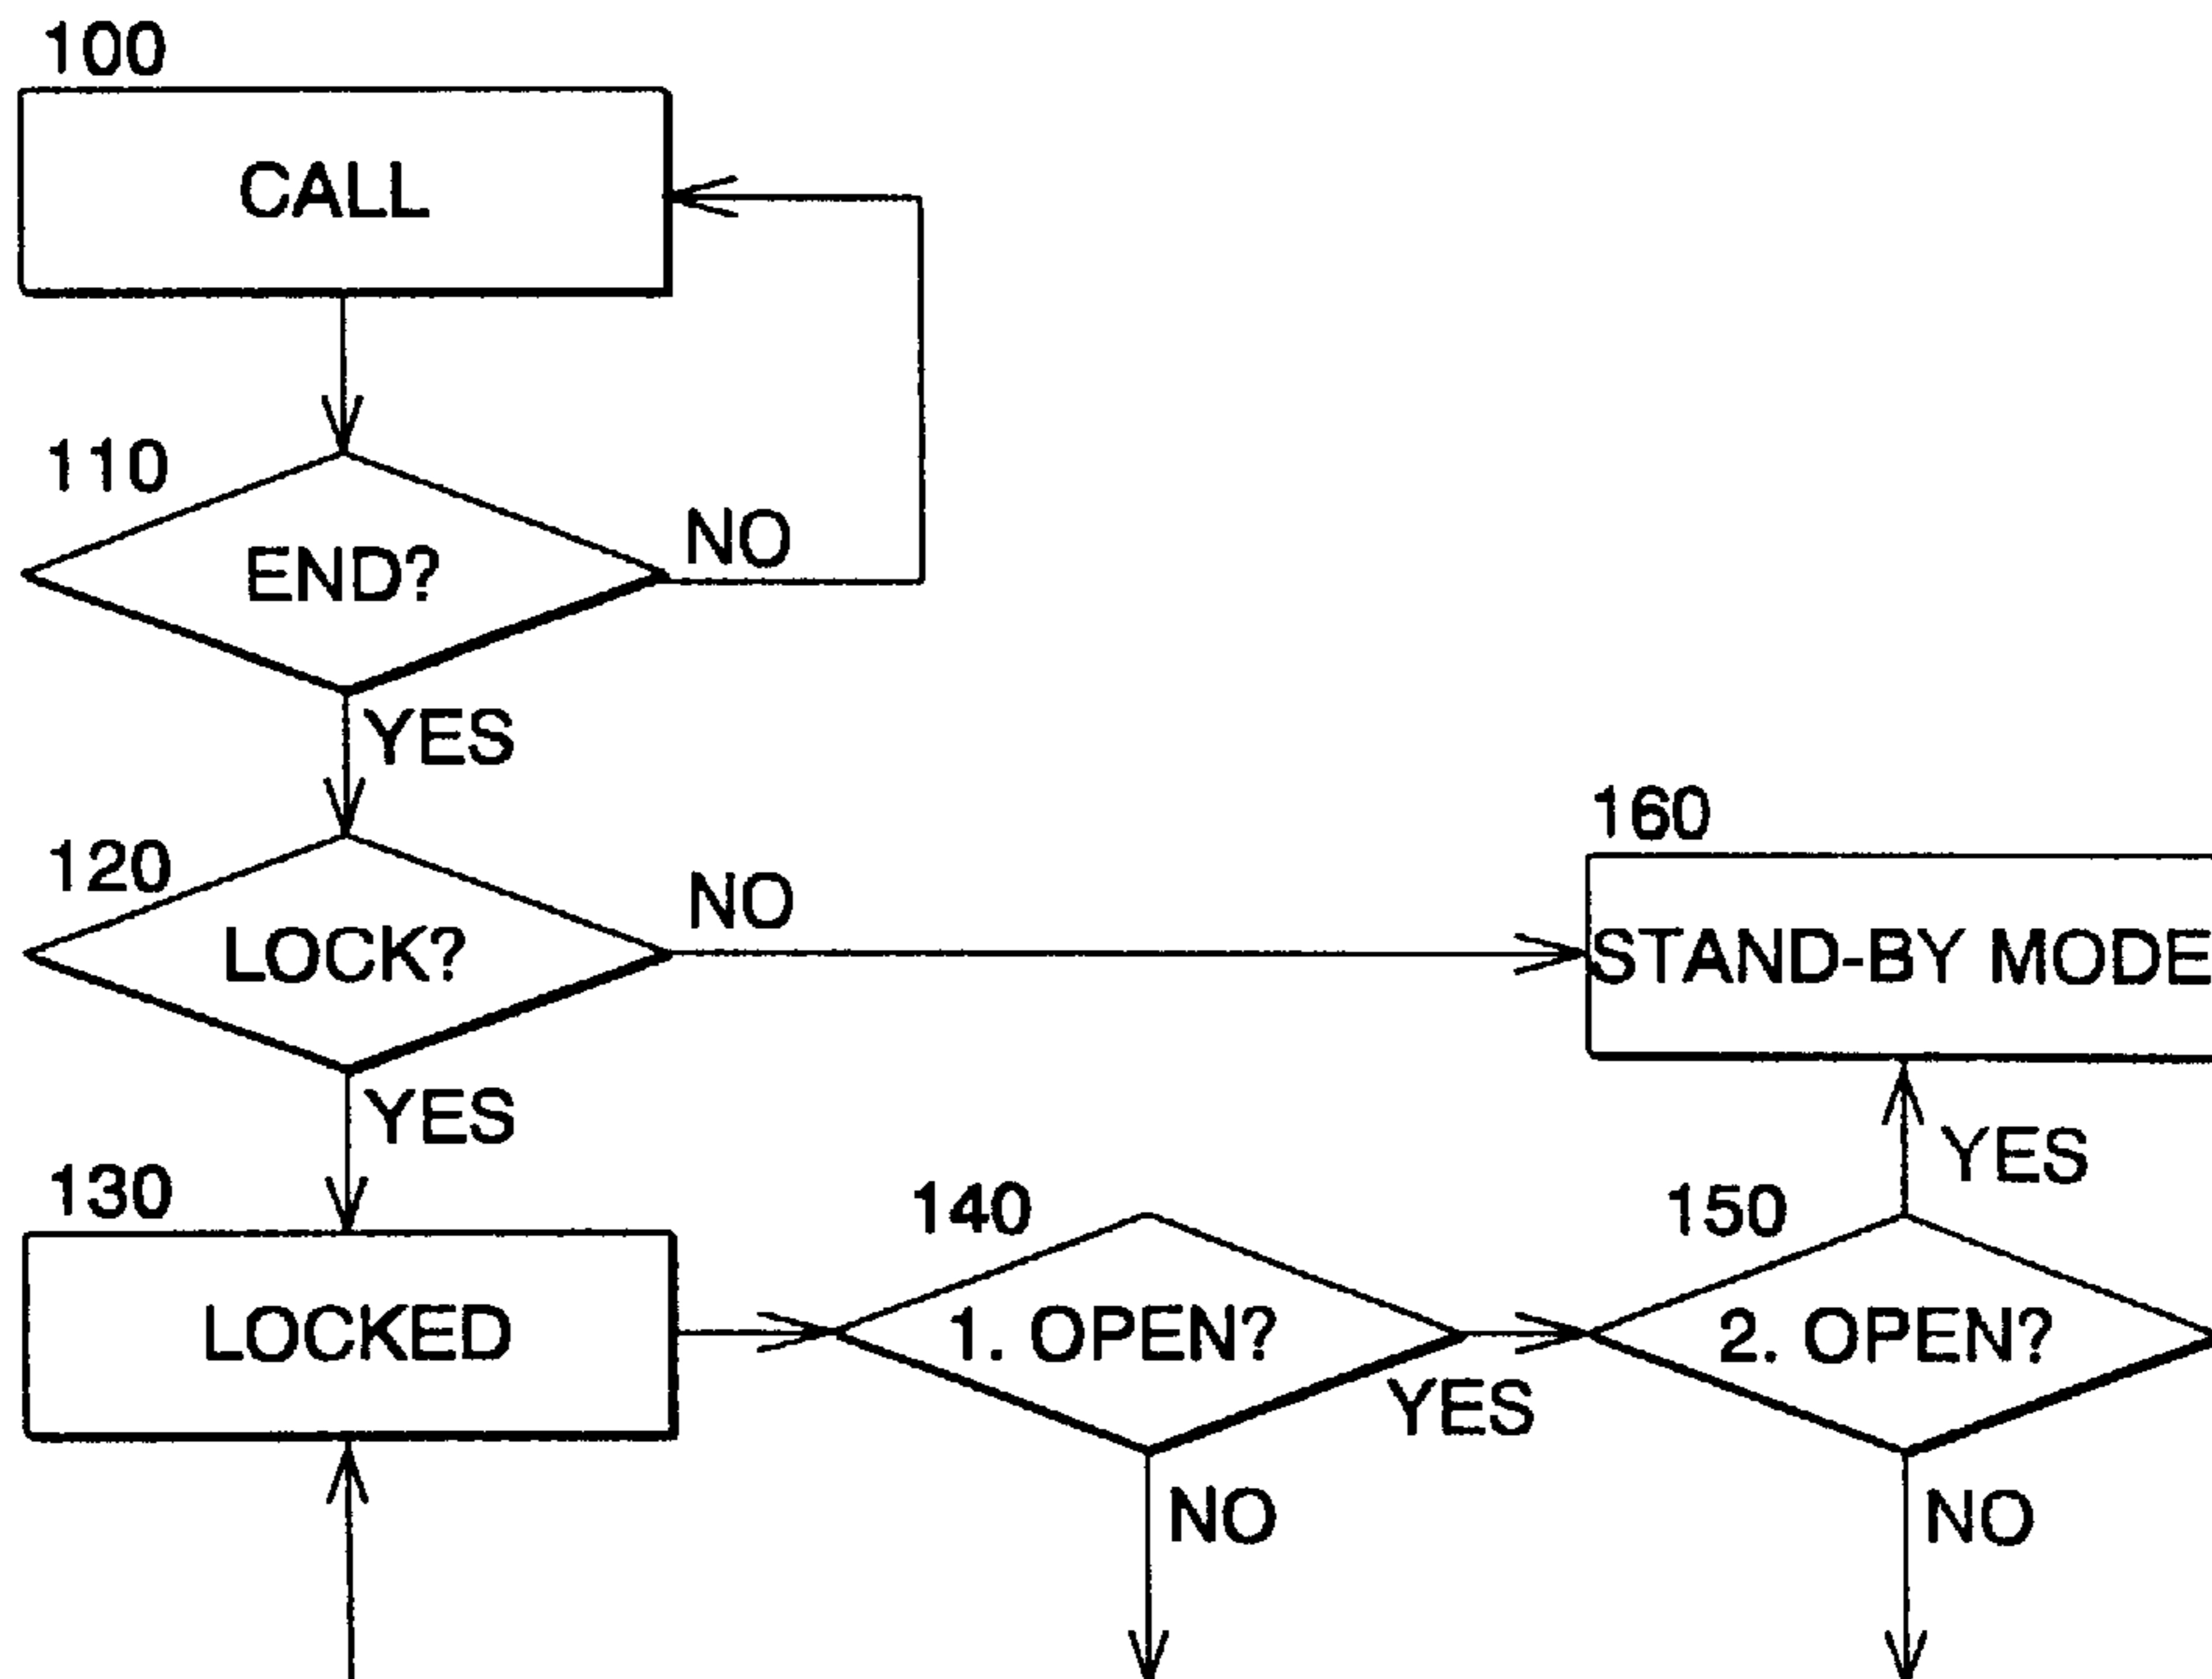 100
CALL
110
END?
NO
YES
120
LOCK?
NO
160
STAND-BY MODE
YES
YES
130
LOCKED
140
1. OPEN?
YES
150
2. OPEN?
NO
NO